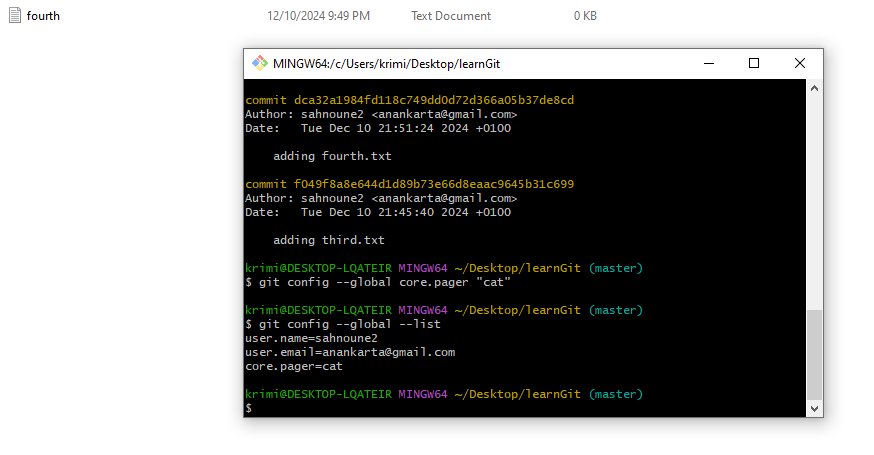 fourth 12/10/2024 9:49 PM Text Document 0 KB
MINGW64:/c/Users/krimi/Desktop/learnGit
commit dca32a1984fd118c749dd0d72d366a05b37de8cd
Author: sahnoune2 <anankarta@gmail.com>
Date:   Tue Dec 10 21:51:24 2024 +0100
    adding fourth.txt
commit f049f8a8e644d1d89b73e66d8eaac9645b31c699
Author: sahnoune2 <anankarta@gmail.com>
Date:   Tue Dec 10 21:45:40 2024 +0100
    adding third.txt
krimi@DESKTOP-LQATEIR MINGW64 ~/Desktop/learnGit (master)
$ git config --global core.pager "cat"
krimi@DESKTOP-LQATEIR MINGW64 ~/Desktop/learnGit (master)
$ git config --global --list
user.name=sahnoune2
user.email=anankarta@gmail.com
core.pager=cat
krimi@DESKTOP-LQATEIR MINGW64 ~/Desktop/learnGit (master)
$